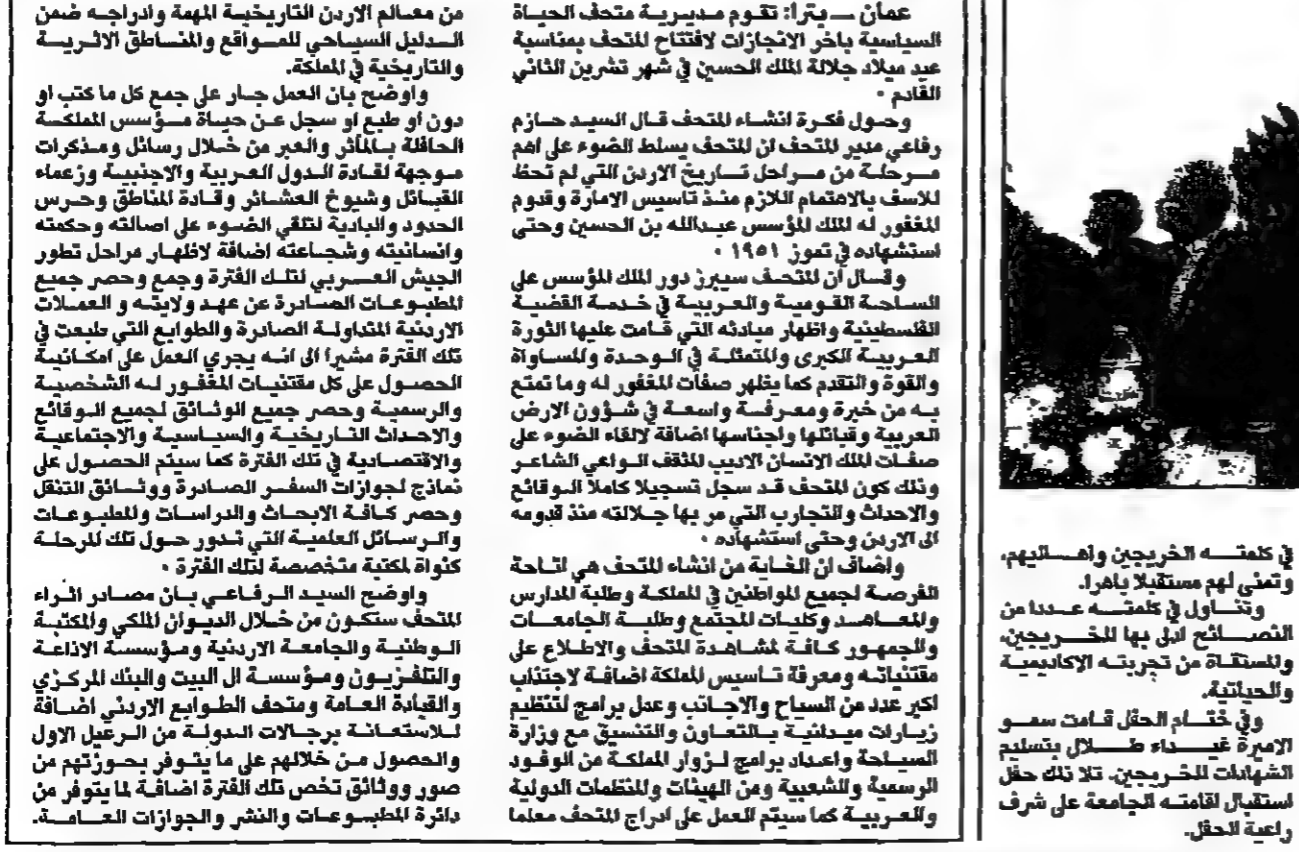 عمان ــ بترا: تقوم مديرية متحف الحياة
السياسية باخر الانجازات لافتتاح المتحف بمناسبة
عيد ميلاد جلالة الملك الحسين في شهر تشرين الثاني
القادم ٠
وحول فكرة انشاء المتحف قال السيد حازم
رفاعي مدير المتحف ان المتحف يسلط الضوء على اهم
مرحلة من مراحل تاريخ الاردن التي لم تحظ
للاسف بالاهتمام اللازم منذ تاسيس الامارة وقدوم
المغفور له الملك المؤسس عبدالله بن الحسين وحتى
استشهاده في تموز ١٩٥١ ٠
وقال ان المتحف سيبرز دور الملك المؤسس على
الساحة القومية والعربية في خدمة القضية
الفلسطينية واظهار مبادئه التي قامت عليها الثورة
العربية الكبرى والمتمثلة في الوحدة والمساواة
والقوة والتقدم كما يظهر صفات المغفور له وما تمتع
به من خبرة ومعرفة واسعة في شؤون الارض
العربية وقبائلها واجناسها اضافة لالقاء الضوء على
صفات الملك الانسان الاديب المثقف الواعي الشاعر
وذلك كون المتحف قد سجل تسجيلا كاملا الوقائع
والاحداث والتجارب التي مر بها جلالته منذ قدومه
الى الاردن وحتى استشهاده ٠
واضاف ان الغاية من انشاء المتحف هي اتاحة
الفرصة لجميع المواطنين في المملكة وطلبة المدارس
والمعاهد وكليات المجتمع وطلبة الجامعات
والجمهور كافة لمشاهدة المتحف والاطلاع على
مقتنياته ومعرفة تاسيس المملكة اضافة لاجتذاب
اكبر عدد من السياح والاجانب وعمل برامج لتنظيم
زيارات ميدانية بالتعاون والتنسيق مع وزارة
السياحة واعداد برامج لزوار المملكة من الوفود
الرسمية والشعبية ومن الهيئات والمنظمات الدولية
والعربية كما سيتم العمل على ادراج المتحف معلما
من معالم الاردن التاريخية المهمة وادراجه ضمن
الدليل السياحي للمواقع والمناطق الاثرية
والتاريخية في المملكة.
واوضح بان العمل جار على جمع كل ما كتب او
دون او طبع او سجل عن حياة مؤسس المملكة
الحافلة بالمأثر والعبر من خلال رسائل ومذكرات
موجهة لقادة الدول العربية والاجنبية وزعماء
القبائل وشيوخ العشائر وقادة المناطق وحرس
الحدود والبادية لتلقي الضوء على اصالته وحكمته
وانسانيته وشجاعته اضافة لاظهار مراحل تطور
الجيش العربي لتلك الفترة وجمع وحصر جميع
المطبوعات الصادرة عن عهد ولايته و العملات
الاردنية المتداولة الصادرة والطوابع التي طبعت في
تلك الفترة مشيرا الى انه يجري العمل على امكانية
الحصول على كل مقتنيات المغفور له الشخصية
والرسمية وحصر جميع الوثائق لجميع الوقائع
والاحداث التاريخية والسياسية والاجتماعية
والاقتصادية في تلك الفترة كما سيتم الحصول على
نماذج لجوازات السفر الصادرة ووثائق التنقل
وحصر كافة الابحاث والدراسات والمطبوعات
والرسائل العلمية التي تدور حول تلك المرحلة
كنواة لمكتبة متخصصة لتلك الفترة ٠
واوضح السيد الرفاعي بان مصادر اثراء
المتحف ستكون من خلال الديوان الملكي والمكتبة
الوطنية والجامعة الاردنية ومؤسسة الاذاعة
والتلفزيون ومؤسسة ال البيت والبنك المركزي
والقيادة العامة ومتحف الطوابع الاردني اضافة
للاستعانة برجالات الدولة من الرعيل الاول
والحصول من خلالهم على ما يتوفر بحوزتهم من
صور ووثائق تخص تلك الفترة اضافة لما يتوفر من
دائرة المطبوعات والنشر والجوازات العامة.
في كلمته الخريجين واهاليهم،
وتمنى لهم مستقبلا باهرا.
وتناول في كلمته عددا من
النصائح ادلى بها للخريجين،
والمستقاة من تجربته الاكاديمية
والحياتية.
وفي ختام الحفل قامت سمو
الاميرة غيداء طلال بتسليم
الشهادات للخريجين. تلا ذلك حفل
استقبال اقامته الجامعة على شرف
راعية الحفل.